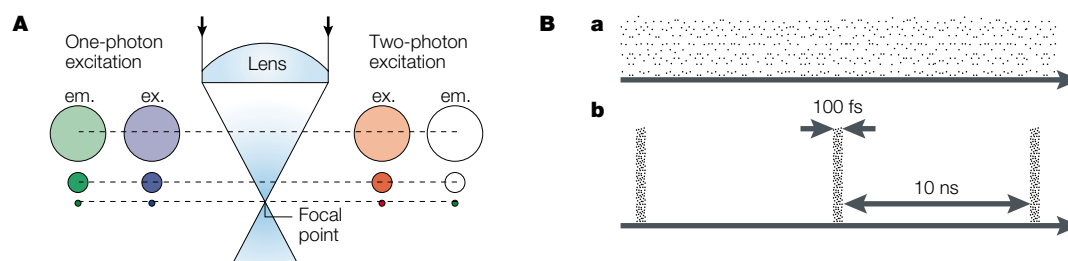 A
One-photon
excitation
em.
ex.
Lens
Two-photon
excitation
ex.
em.
Focal
point
B
a
b
100 fs
10 ns